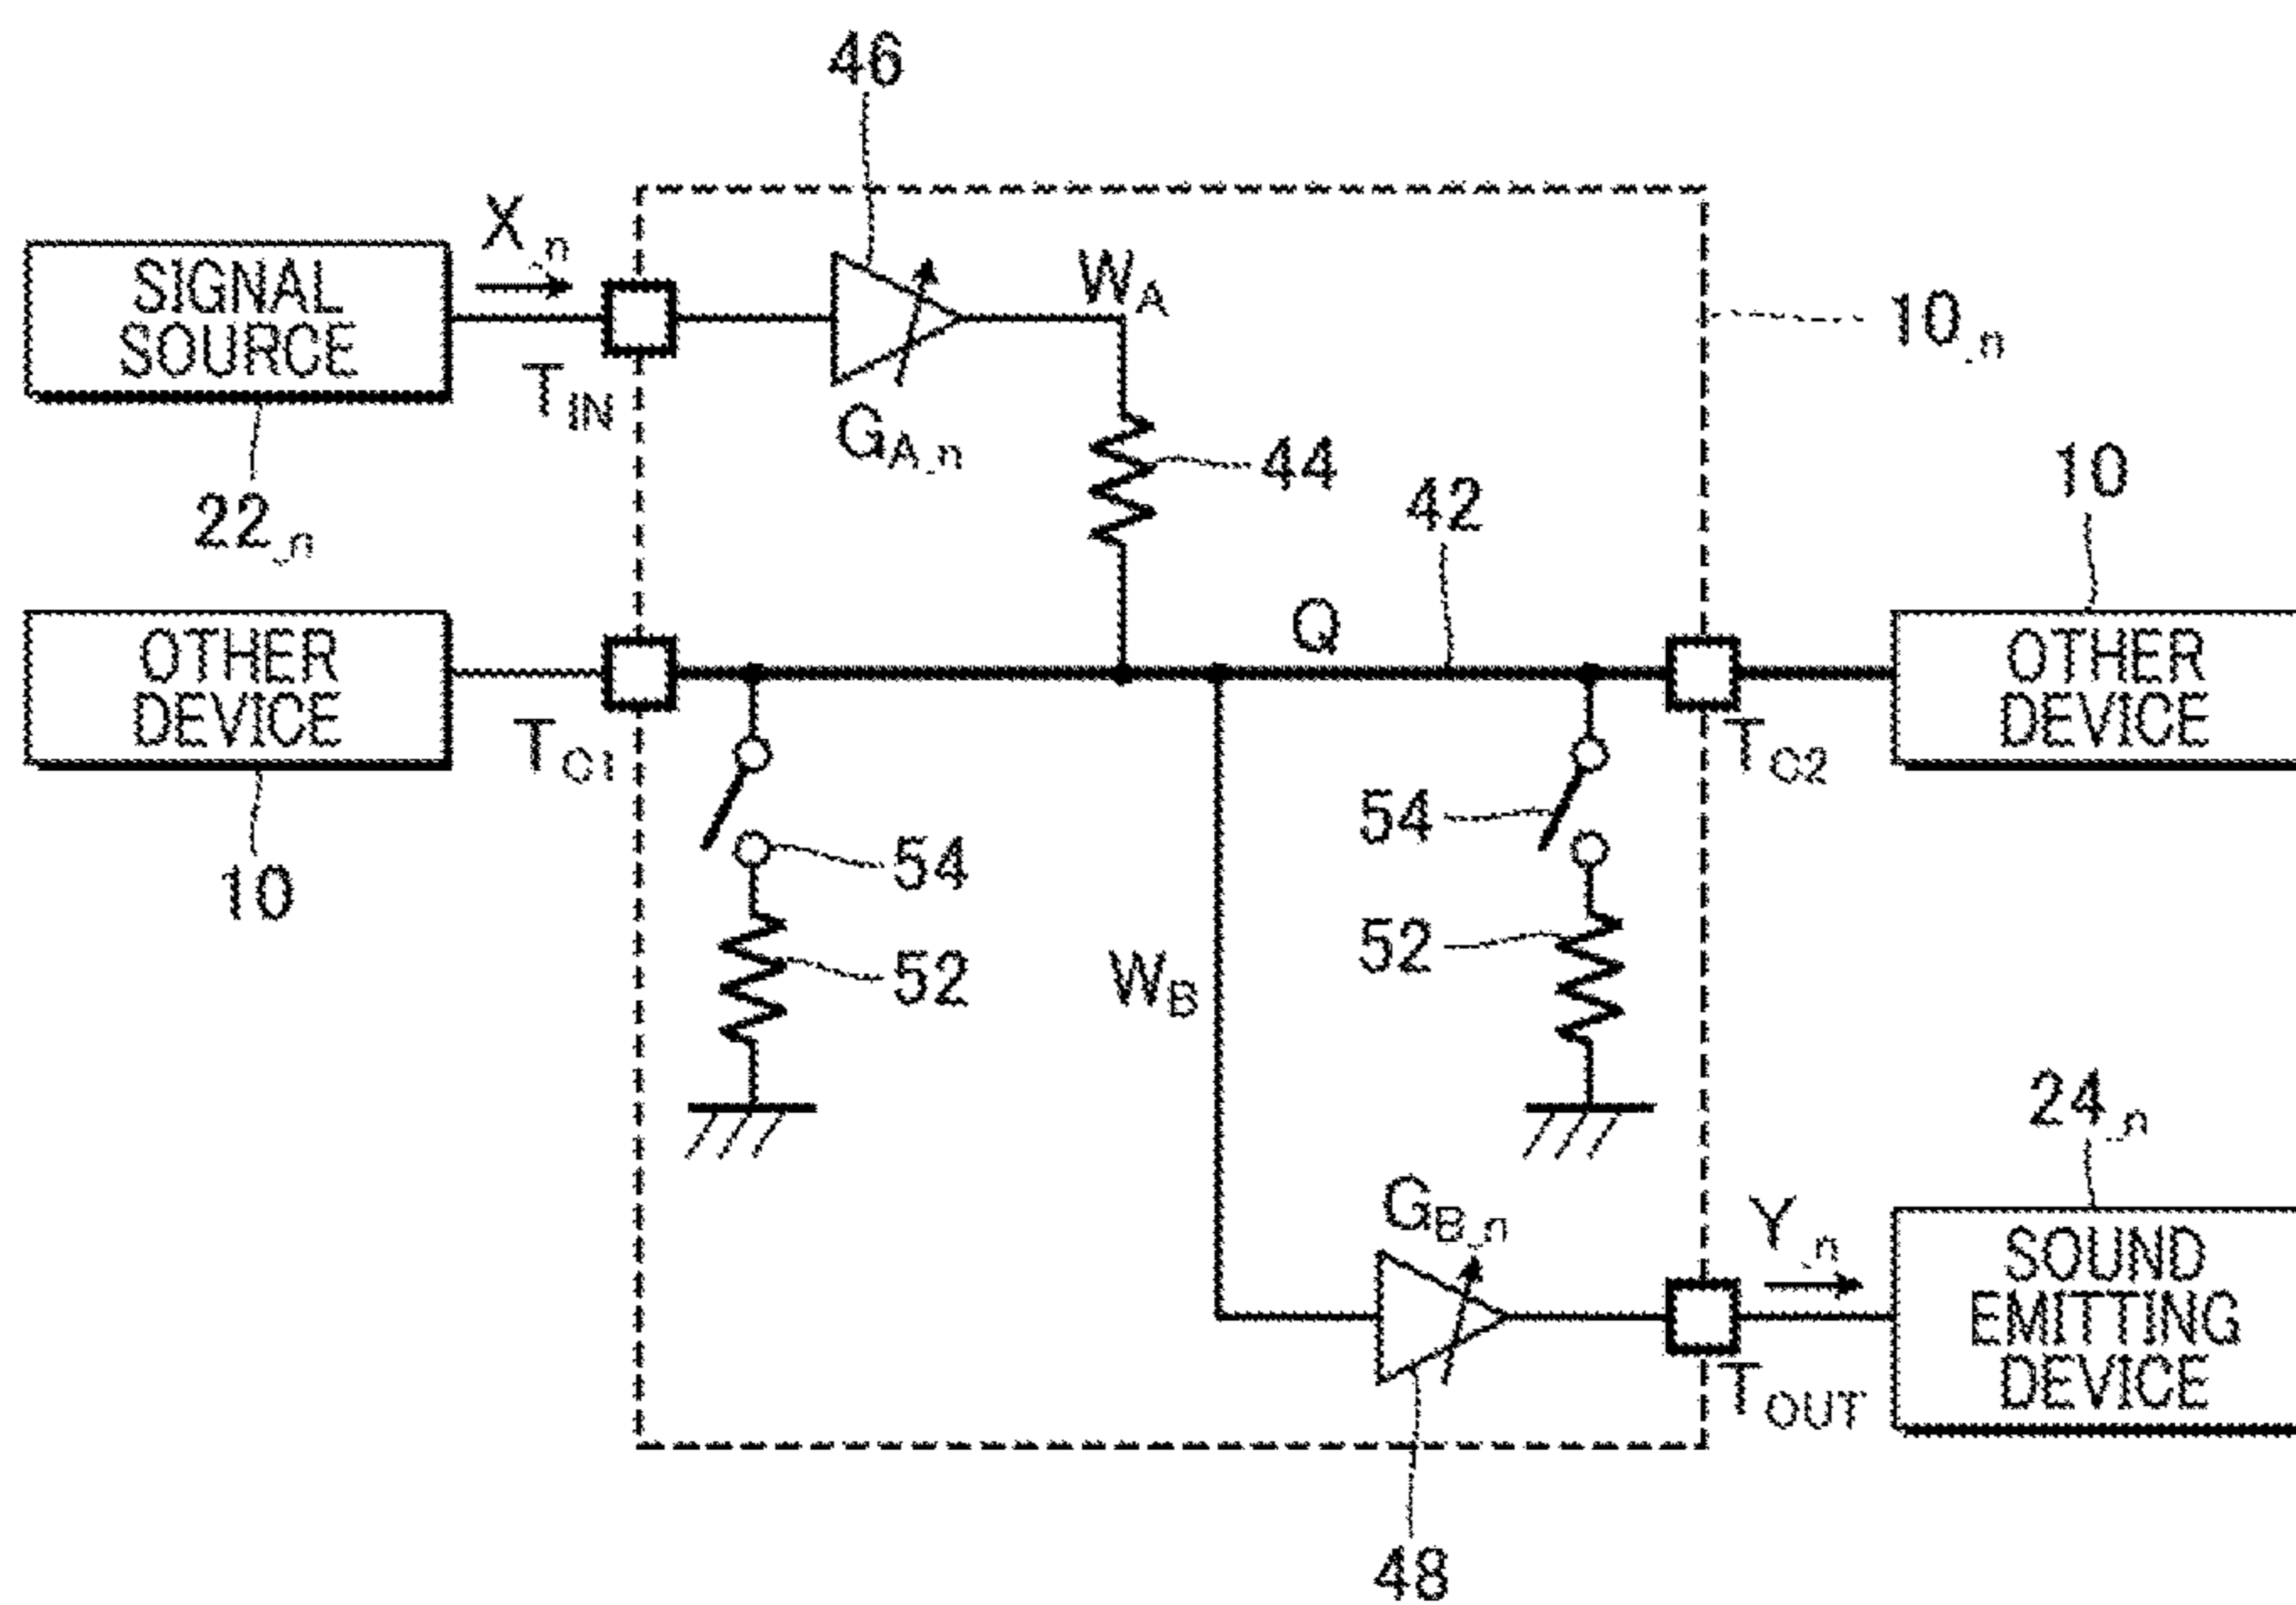 46
X_n
SIGNAL
SOURCE
T_IN
22_n
G_A_n
W_A
44
10_n
42
10
Q
OTHER
DEVICE
T_C1
10
OTHER
DEVICE
T_C2
54
54
52
52
W_B
24_n
G_B_n
Y_n
SOUND
EMITTING
DEVICE
T_OUT
48